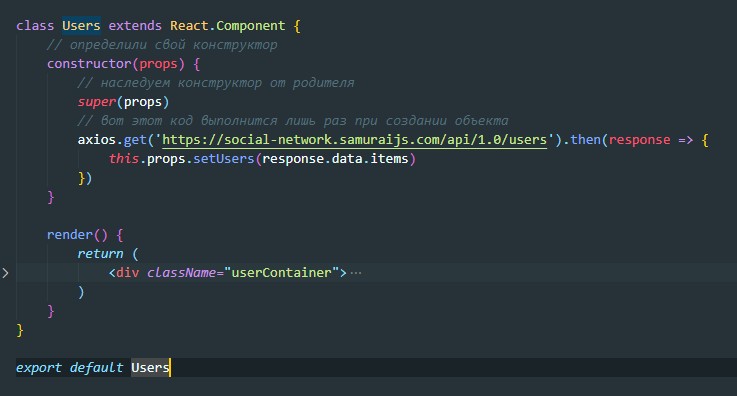 class Users extends React.Component {
// определили свой конструктор
constructor(props) {
// наследуем конструктор от родителя
super(props)
// вот этот код выполнится лишь раз при создании объекта
axios.get('https://social-network.samuraijs.com/api/1.0/users').then(response => {
this.props.setUsers(response.data.items)
})
}
render() {
return (
<div className="userContainer">···
)
}
}
export default Users